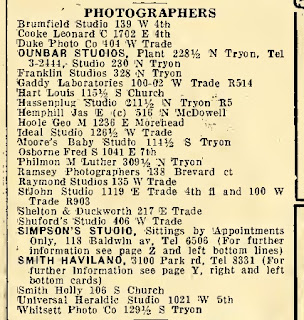 PHOTOGRAPHERS
Brumfield Studio 139 W 4th
Cooke Leonard C 1702 E 4th
Duke Photo Co 404 W Trade
DUNBAR STUDIOS, Plant 228½ N Tryon, Tel
3-2444, Studio 230 N Tryon
Franklin Studios 328 N Tryon
Gaddy Laboratories 100-02 W Trade R514
Hart Louis 115½ S Church
Hassenplug Studio 211½ N Tryon R5
Hemphill Jas E (c) 516 N McDowell
Hoole Geo M 1236 E Morehead
Ideal Studio 126½ W Trade
Moore's Baby Studio 114½ S Tryon
Osborne Fred S 1041 E 7th
Philmon M Luther 309½ N Tryon
Ramsey Photographers 138 Brevard ct
Raymond Studios 135 W Trade
StJohn Studio 1119 E Trade 4th fl and 100 W
Trade R903
Shelton & Duckworth 217 E Trade
Shuford's Studio 406 W Trade
SIMPSON'S STUDIO, Sittings by Appointments
Only, 118 Baldwin av, Tel 6506 (For further
information see page 2 and left bottom lines)
SMITH HAVILAND, 3100 Park rd, Tel 8331 (For
further Information see page Y, right and left
bottom cards)
Smith Holly 106 S Church
Universal Heraldic Studio 1021 W 5th
Whitsett Photo Co 129½ S Tryon